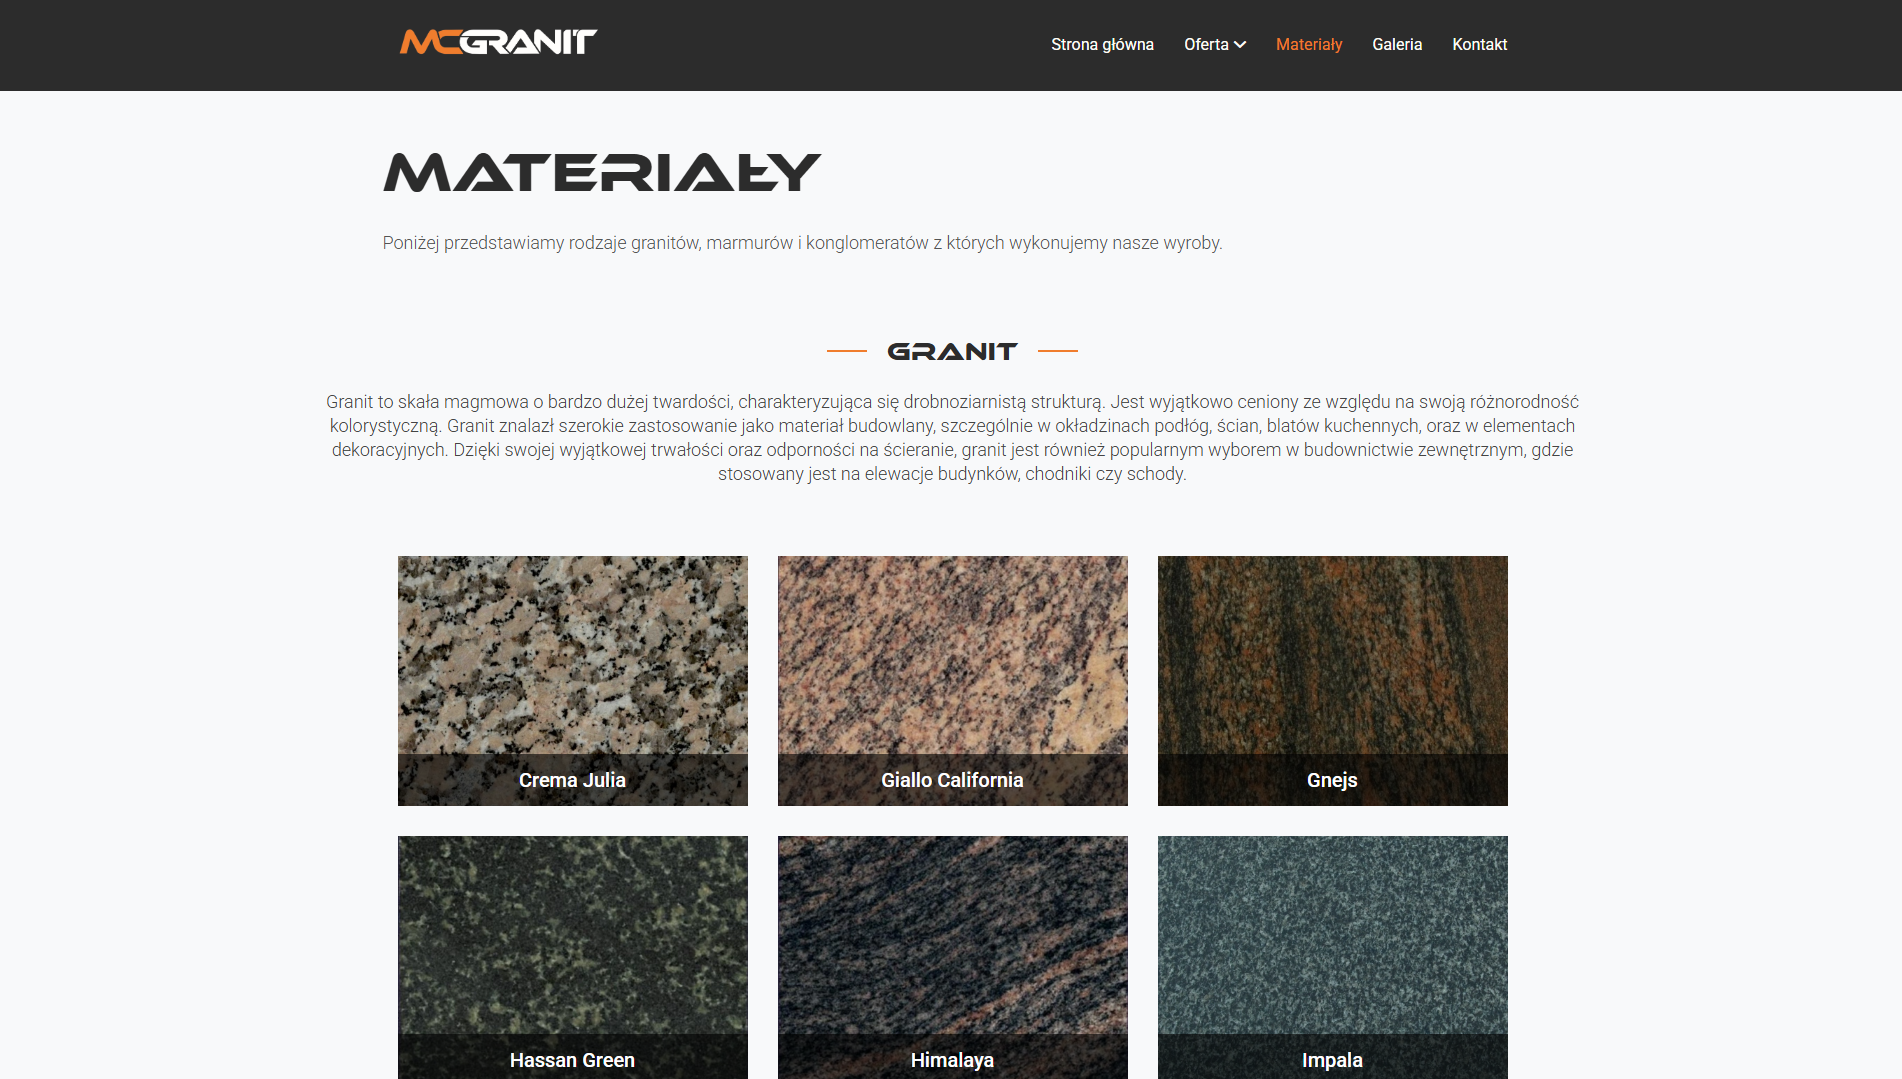 MCGRANIT
Strona główna Oferta Materiały Galeria Kontakt
MATERIAŁY
Poniżej przedstawiamy rodzaje granitów, marmurów i konglomeratów z których wykonujemy nasze wyroby.
GRANIT
Granit to skała magmowa o bardzo dużej twardości, charakteryzująca się drobnoziarnistą strukturą. Jest wyjątkowo ceniony ze względu na swoją różnorodność
kolorystyczną. Granit znalazł szerokie zastosowanie jako materiał budowlany, szczególnie w okładzinach podłóg, ścian, blatów kuchennych, oraz w elementach
dekoracyjnych. Dzięki swojej wyjątkowej trwałości oraz odporności na ścieranie, granit jest również popularnym wyborem w budownictwie zewnętrznym, gdzie
stosowany jest na elewacje budynków, chodniki czy schody.
Crema Julia
Giallo California
Gnejs
Hassan Green
Himalaya
Impala